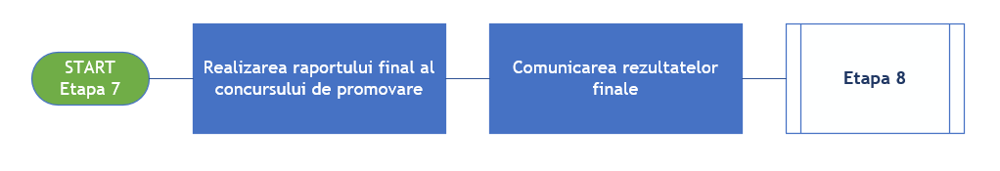 START
Etapa 7
Realizarea raportului final al
concursului de promovare
Comunicarea rezultatelor
finale
Etapa 8